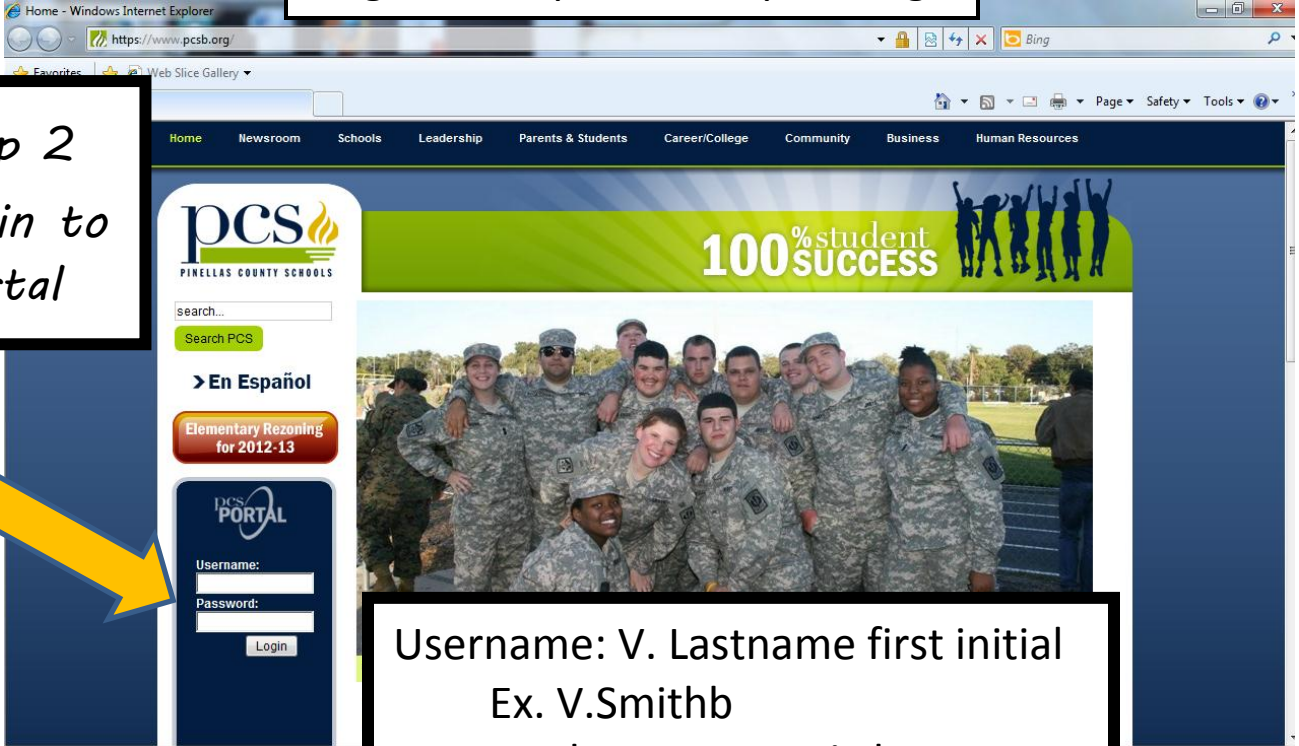 Home - Windows Internet Explorer
https://www.pcsb.org/
Bing
Favorites
Web Slice Gallery
Page Safety Tools
2
in to
Home Newsroom Schools Leadership Parents & Students Career/College Community Business Human Resources
pcs
PINELLAS COUNTY SCHOOLS
100% student SUCCESS
search...
Search PCS
>En Español
Elementary Rezoning
for 2012-13
pcs
PORTAL
Username:
Password:
Login
Username: V. Lastname first initial
Ex. V.Smithb